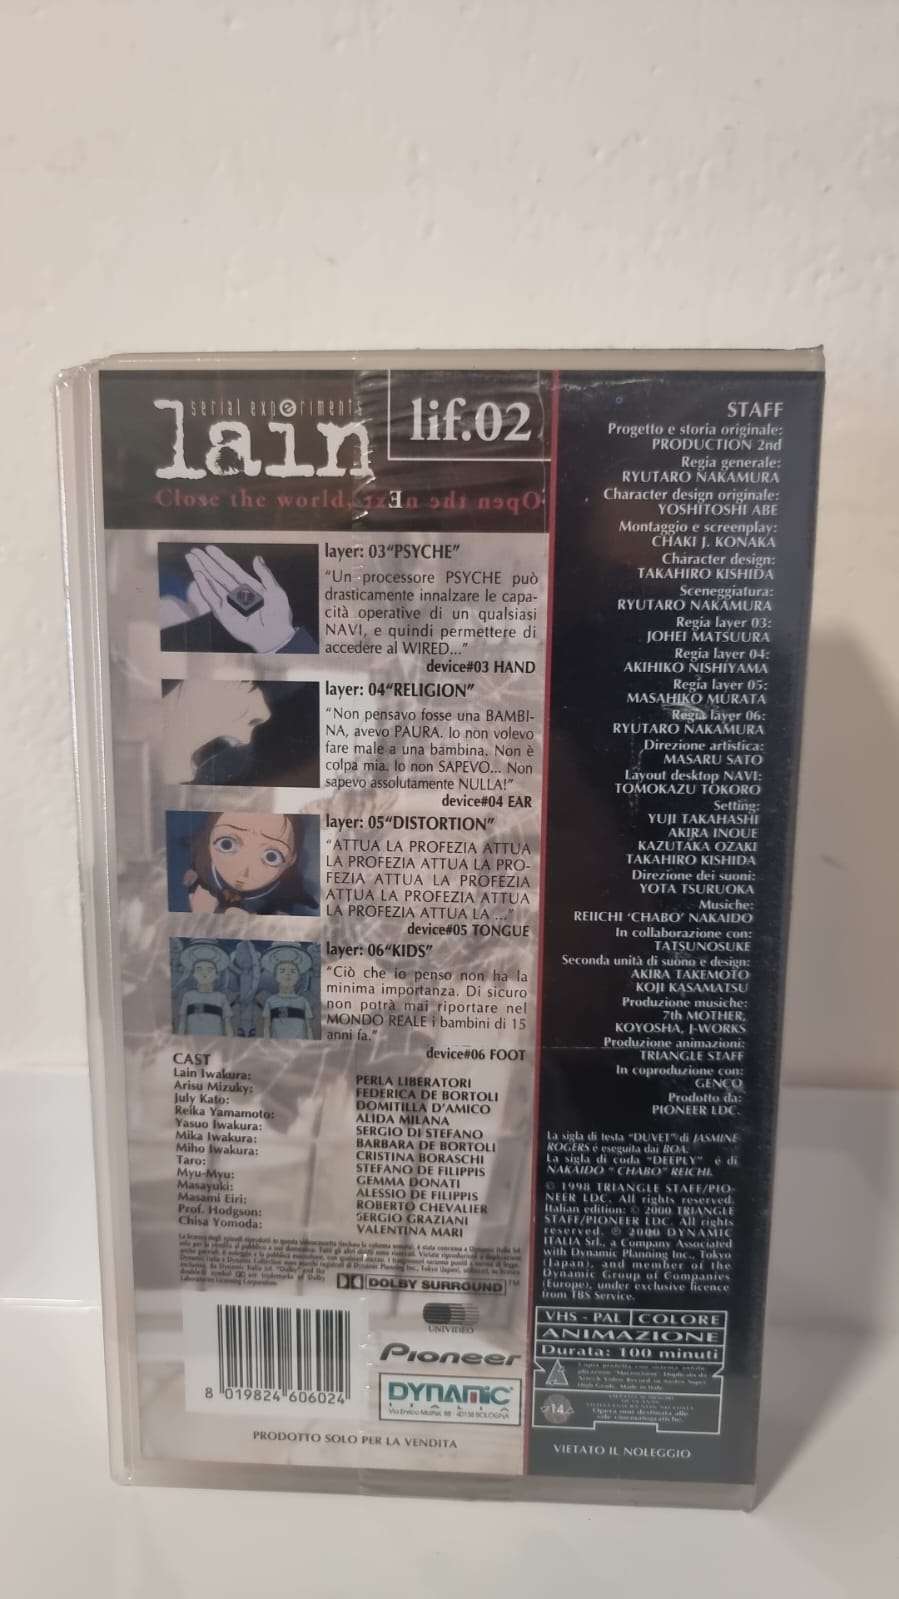 serial experiments
lain
lif.02
Close the world, txEn eht nepO
layer: 03"PSYCHE"
"Un processore PSYCHE può
drasticamente innalzare le capa-
cità operative di un qualsiasi
NAVI, e quindi permettere di
accedere al WIRED..."
device#03 HAND
layer: 04"RELIGION"
"Non pensavo fosse una BAMBI-
NA, avevo PAURA. Io non volevo
fare male a una bambina. Non è
colpa mia. Io non SAPEVO... Non
sapevo assolutamente NULLA!"
device#04 EAR
layer: 05"DISTORTION"
"ATTUA LA PROFEZIA ATTUA
LA PROFEZIA ATTUA LA PRO-
FEZIA ATTUA LA PROFEZIA
ATTUA LA PROFEZIA ATTUA
LA PROFEZIA ATTUA LA ..."
device#05 TONGUE
layer: 06"KIDS"
"Ciò che io penso non ha la
minima importanza. Di sicuro
non potrà mai riportare nel
MONDO REALE i bambini di 15
anni fa."
device#06 FOOT
CAST
Lain Iwakura: PERLA LIBERATORI
Arisu Mizuky: FEDERICA DE BORTOLI
July Kato: DOMITILLA D'AMICO
Reika Yamamoto: ALIDA MILANA
Yasuo Iwakura: SERGIO DI STEFANO
Mika Iwakura: BARBARA DE BORTOLI
Miho Iwakura: CRISTINA BORASCHI
Taro: STEFANO DE FILIPPIS
Myu-Myu: GEMMA DONATI
Masayuki: ALESSIO DE FILIPPIS
Masami Eiri: ROBERTO CHEVALIER
Prof. Hodgson: SERGIO GRAZIANI
Chisa Yomoda: VALENTINA MARI
DOLBY SURROUND™
UNIVIDEO
Pioneer
DYNAMIC
ITALIA
40138 BOLOGNA
8 019824 606024
PRODOTTO SOLO PER LA VENDITA
STAFF
Progetto e storia originale:
PRODUCTION 2nd
Regia generale:
RYUTARO NAKAMURA
Character design originale:
YOSHITOSHI ABE
Montaggio e screenplay:
CHAKI J. KONAKA
Character design:
TAKAHIRO KISHIDA
Sceneggiatura:
RYUTARO NAKAMURA
Regia layer 03:
JOHEI MATSUURA
Regia layer 04:
AKIHIKO NISHIYAMA
Regia layer 05:
MASAHIKO MURATA
Regia layer 06:
RYUTARO NAKAMURA
Direzione artistica:
MASARU SATO
Layout desktop NAVI:
TOMOKAZU TOKORO
Setting:
YUJI TAKAHASHI
AKIRA INOUE
KAZUTAKA OZAKI
TAKAHIRO KISHIDA
Direzione dei suoni:
YOTA TSURUOKA
Musiche:
REIICHI 'CHABO' NAKAIDO
In collaborazione con:
TATSUNOSUKE
Seconda unità di suono e design:
AKIRA TAKEMOTO
KOJI KASAMATSU
Produzione musiche:
7th MOTHER,
KOYOSHA, J-WORKS
Produzione animazioni:
TRIANGLE STAFF
In coproduzione con:
GENCO
Prodotto da:
PIONEER LDC.
La sigla di testa "DUVET" di JASMINE
ROGERS è eseguita dai BOA.
La sigla di coda "DEEPLY" è di
NAKAIDO "CHABO" REICHI.
© 1998 TRIANGLE STAFF/PIO-
NEER LDC. All rights reserved.
Italian edition: © 2000 TRIANGLE
STAFF/PIONEER LDC. All rights
reserved. © 2000 DYNAMIC
ITALIA Srl., a Company Associated
with Dynamic Planning Inc., Tokyo
(Japan), and member of the
Dynamic Group of Companies
(Europe), under exclusive licence
from TBS Service.
VHS - PAL COLORE
ANIMAZIONE
Durata: 100 minuti
14
Opera non destinata alle
sale cinematografiche.
VIETATO IL NOLEGGIO